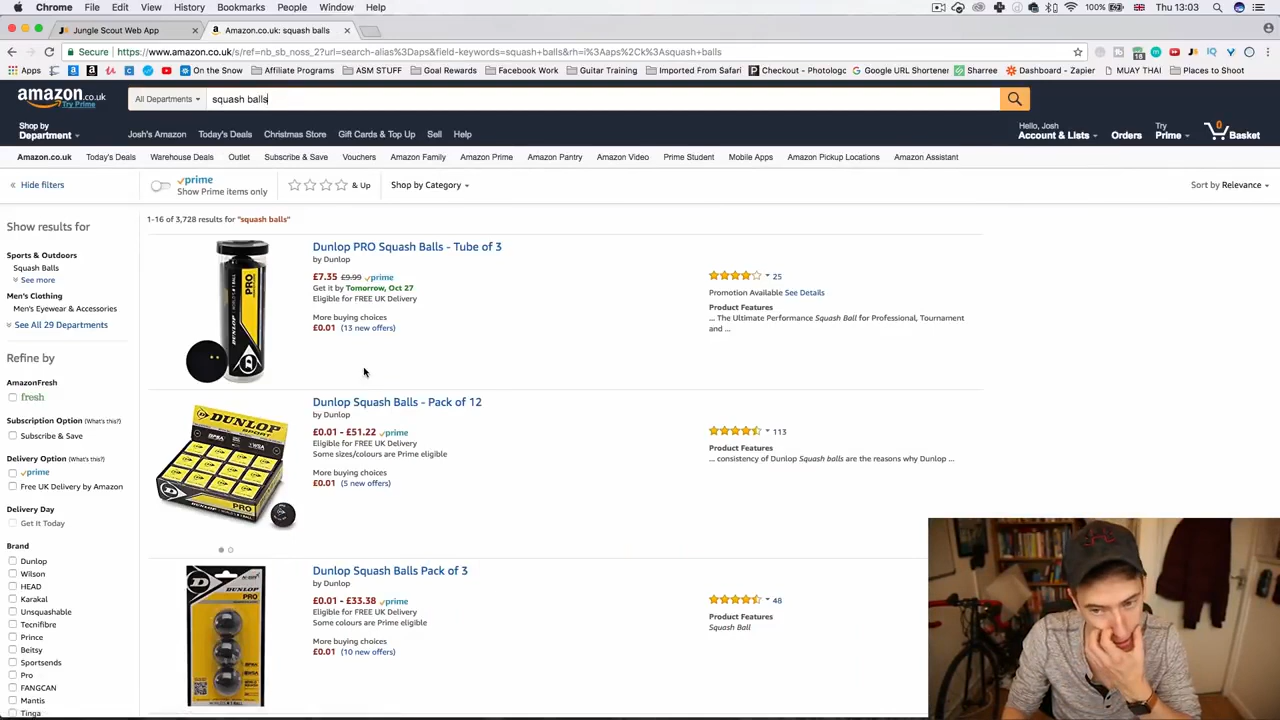 Chrome File Edit View History Bookmarks People Window Help 100% Thu 13:03
Jungle Scout Web App Amazon.co.uk: squash balls
https://www.amazon.co.uk/s/ref=nb_sb_noss_2?url=search-alias%3Daps&field-keywords=squash+balls&rh=i%3Aaps%2Ck%3Asquash+balls
Apps On the Snow Affiliate Programs ASM STUFF Goal Rewards Facebook Work Guitar Training Imported From Safari Checkout - Photologo Google URL Shortener Sharree Dashboard - Zapier MUAY THAI Places to Shoot
amazon.co.uk All Departments squash balls
Try Prime
Shop by
Department Josh's Amazon Today's Deals Christmas Store Gift Cards & Top Up Sell Help Hello, Josh
Account & Lists Orders Try
Prime 0
Basket
Amazon.co.uk Today's Deals Warehouse Deals Outlet Subscribe & Save Vouchers Amazon Family Amazon Prime Amazon Pantry Amazon Video Prime Student Mobile Apps Amazon Pickup Locations Amazon Assistant
« Hide filters prime
Show Prime items only & Up Shop by Category Sort by Relevance
1-16 of 3,728 results for "squash balls"
Show results for
Sports & Outdoors
Squash Balls
See more
Men's Clothing
Men's Eyewear & Accessories
See All 29 Departments
Refine by
AmazonFresh
fresh
Subscription Option (What's this?)
Subscribe & Save
Delivery Option (What's this?)
prime
Free UK Delivery by Amazon
Delivery Day
Get It Today
Brand
Dunlop
Wilson
HEAD
Karakal
Unsquashable
Tecnifibre
Prince
Beitsy
Sportsends
Pro
FANGCAN
Mantis
Tinga
Dunlop PRO Squash Balls - Tube of 3
by Dunlop
£7.35 £9.99 prime
Get it by Tomorrow, Oct 27
Eligible for FREE UK Delivery
More buying choices
£0.01 (13 new offers)
25
Promotion Available See Details
Product Features
... The Ultimate Performance Squash Ball for Professional, Tournament
and ...
PRO
Dunlop Squash Balls - Pack of 12
by Dunlop
£0.01 - £51.22 prime
Eligible for FREE UK Delivery
Some sizes/colours are Prime eligible
More buying choices
£0.01 (5 new offers)
113
Product Features
... consistency of Dunlop Squash balls are the reasons why Dunlop ...
DUNLOP
SPORT
PRO
Dunlop Squash Balls Pack of 3
by Dunlop
£0.01 - £33.38 prime
Eligible for FREE UK Delivery
Some colours are Prime eligible
More buying choices
£0.01 (10 new offers)
48
Product Features
Squash Ball
DUNLOP
PRO